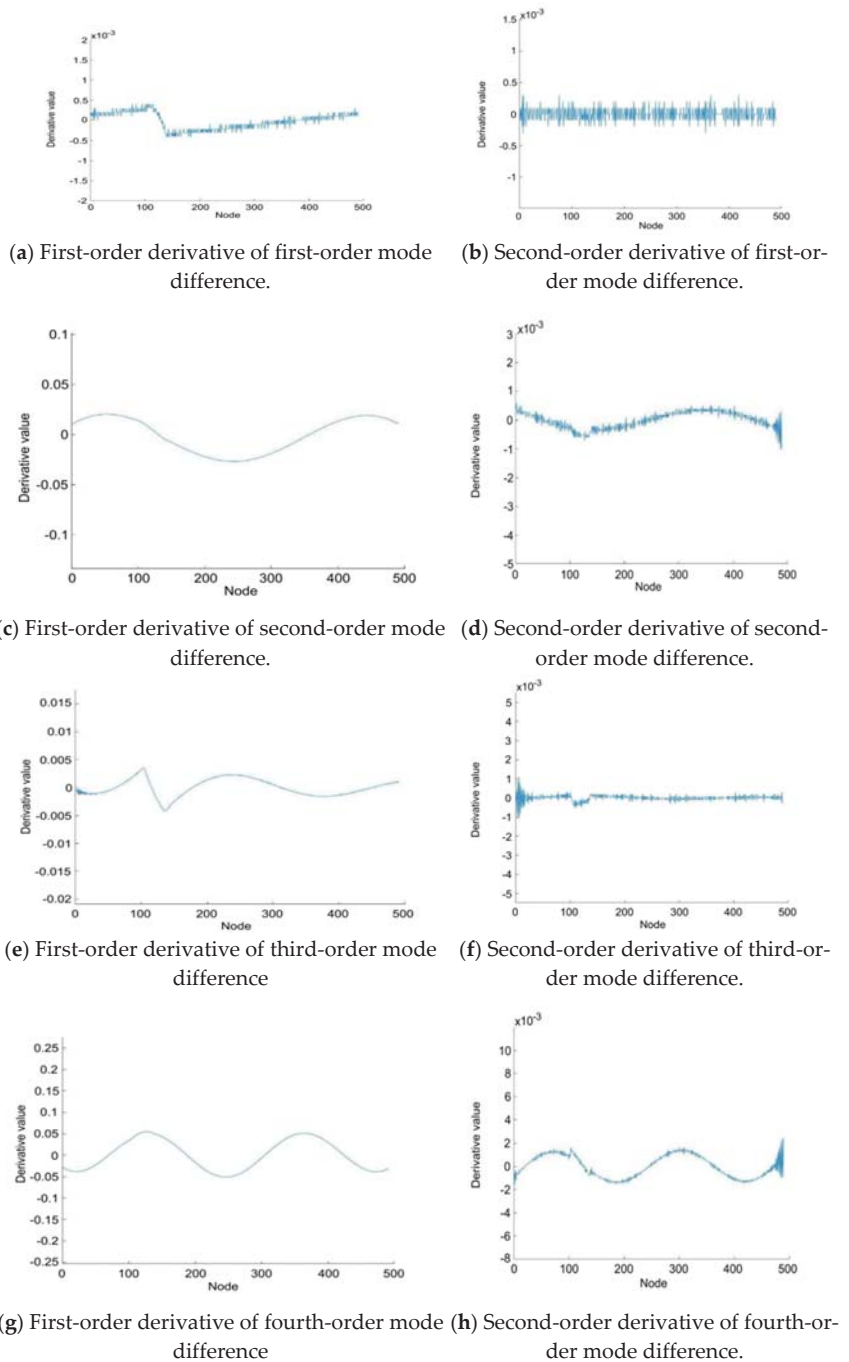 ×10⁻³
2
1.5
1
0.5
0
-0.5
-1
-1.5
-2
Derivative value
0 100 200 300 400 500
Node
×10⁻³
1.5
1
0.5
0
-0.5
-1
Derivative value
0 50 100 150 200 250 300 350 400 450 500
Node
(a) First-order derivative of first-order mode
difference.
(b) Second-order derivative of first-or-
der mode difference.
0.1
0.05
0
-0.05
-0.1
Derivative value
0 100 200 300 400 500
Node
×10⁻³
3
2
1
0
-1
-2
-3
-4
-5
Derivative value
0 100 200 300 400 500
Node
(c) First-order derivative of second-order mode
difference.
(d) Second-order derivative of second-
order mode difference.
0.015
0.01
0.005
0
-0.005
-0.01
-0.015
-0.02
Derivative value
0 100 200 300 400 500
Node
×10⁻³
5
4
3
2
1
0
-1
-2
-3
-4
-5
Derivative value
0 100 200 300 400 500
Node
(e) First-order derivative of third-order mode
difference
(f) Second-order derivative of third-or-
der mode difference.
0.25
0.2
0.15
0.1
0.05
0
-0.05
-0.1
-0.15
-0.2
-0.25
Derivative value
0 100 200 300 400 500
Node
×10⁻³
10
8
6
4
2
0
-2
-4
-6
-8
Derivative value
0 100 200 300 400 500
Node
(g) First-order derivative of fourth-order mode
difference
(h) Second-order derivative of fourth-or-
der mode difference.